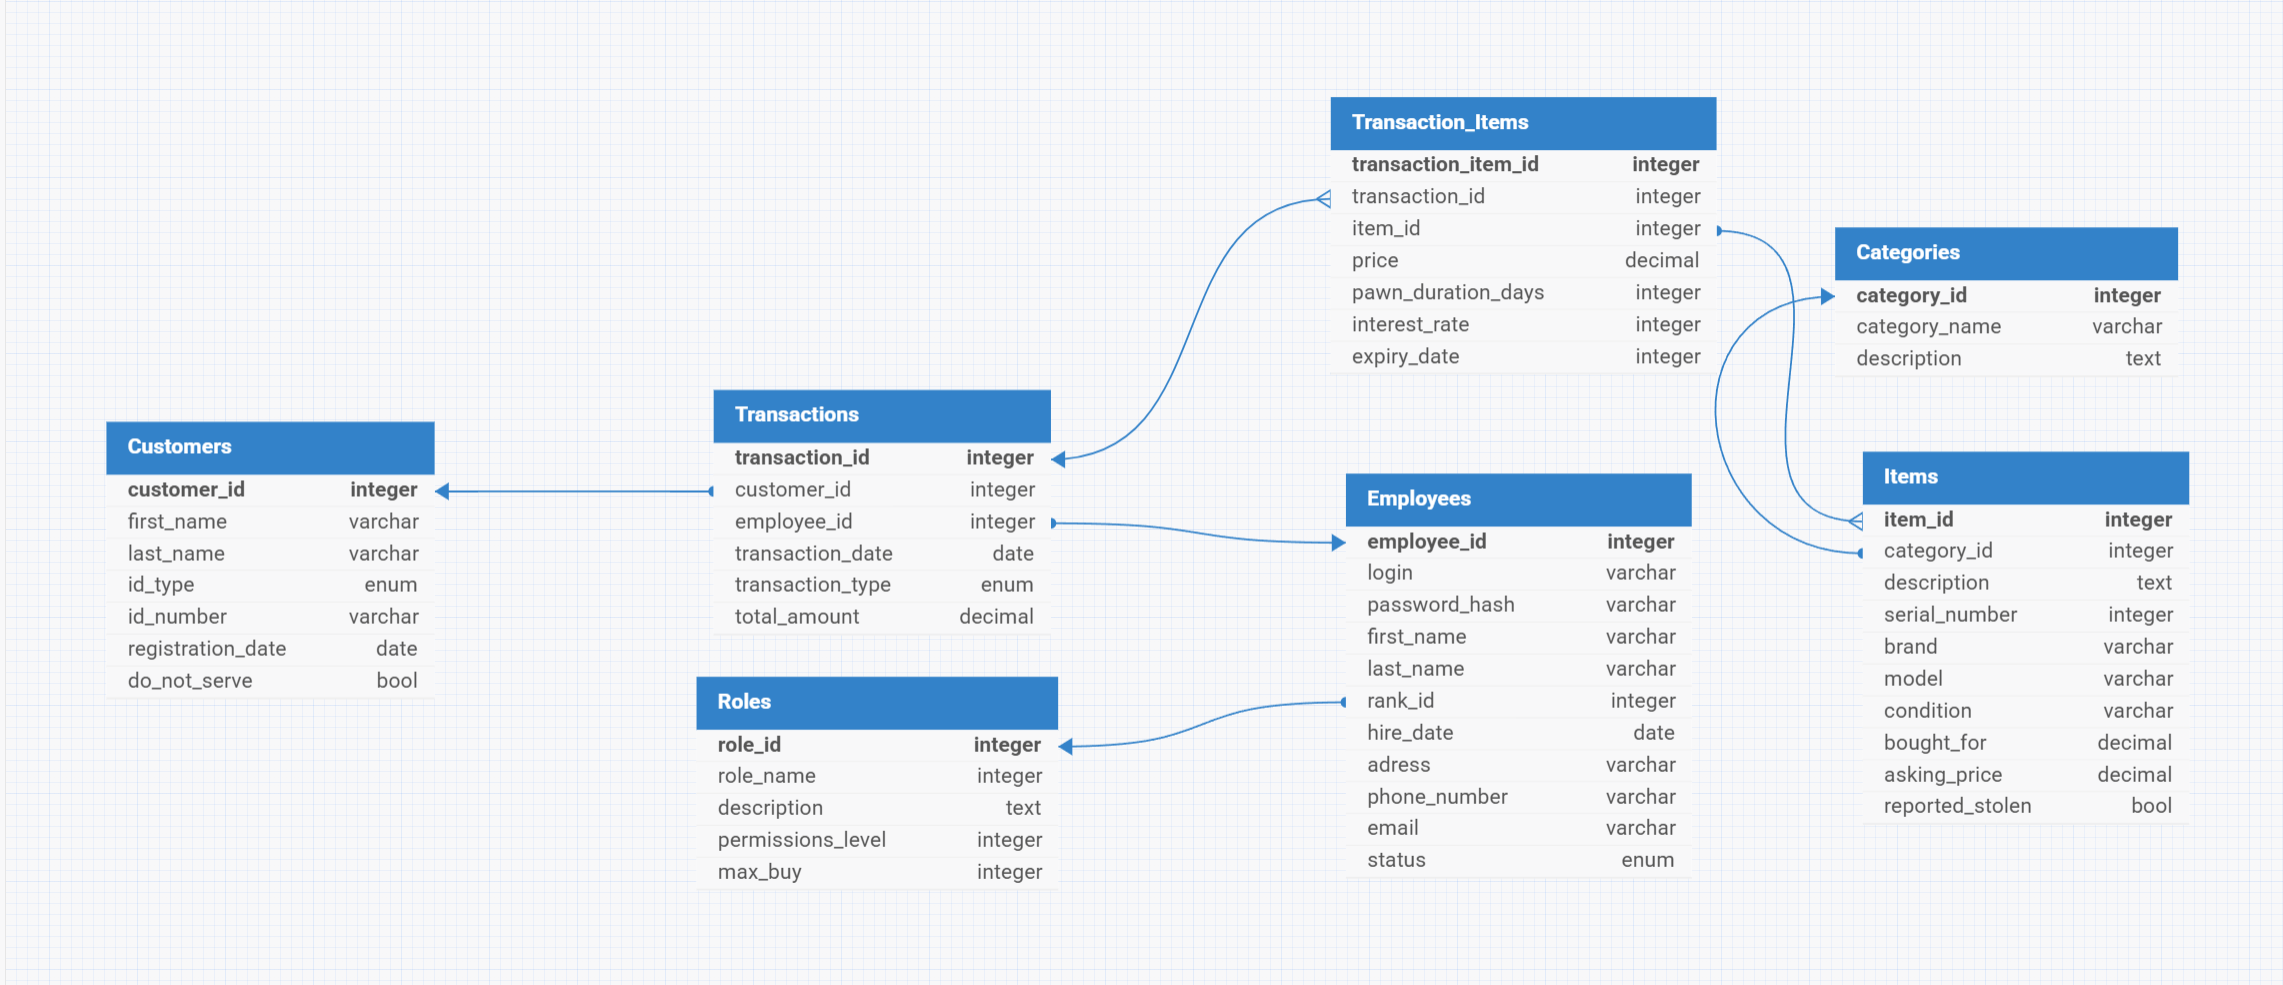 Transaction_Items
transaction_item_id integer
transaction_id integer
item_id integer
price decimal
pawn_duration_days integer
interest_rate integer
expiry_date integer
Categories
category_id integer
category_name varchar
description text
Transactions
transaction_id integer
customer_id integer
employee_id integer
transaction_date date
transaction_type enum
total_amount decimal
Customers
customer_id integer
first_name varchar
last_name varchar
id_type enum
id_number varchar
registration_date date
do_not_serve bool
Employees
employee_id integer
login varchar
password_hash varchar
first_name varchar
last_name varchar
rank_id integer
hire_date date
adress varchar
phone_number varchar
email varchar
status enum
Items
item_id integer
category_id integer
description text
serial_number integer
brand varchar
model varchar
condition varchar
bought_for decimal
asking_price decimal
reported_stolen bool
Roles
role_id integer
role_name integer
description text
permissions_level integer
max_buy integer